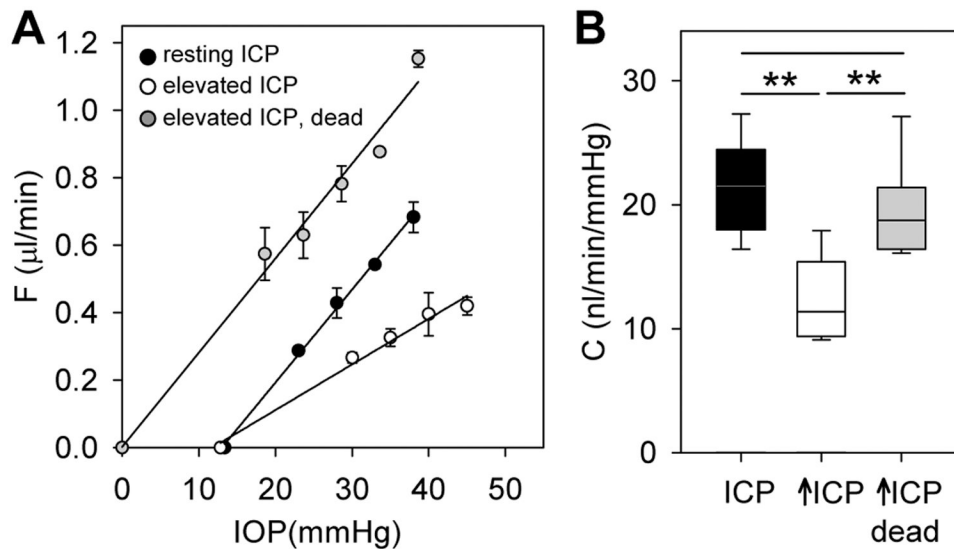 A
1.2
1.0
0.8
0.6
0.4
0.2
0.0
F (µl/min)
resting ICP
elevated ICP
elevated ICP, dead
0 10 20 30 40 50
IOP(mmHg)
B
30
20
10
0
C (nl/min/mmHg)
** **
ICP ↑ICP ↑ICP
dead